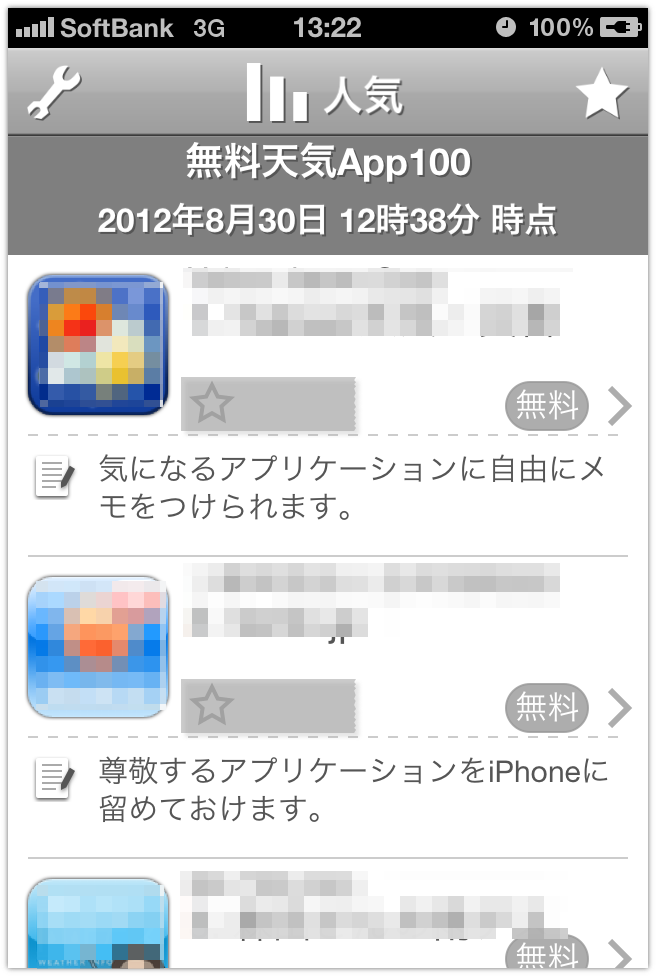 SoftBank 3G 13:22 100%
人気
無料天気App100
2012年8月30日 12時38分 時点
無料
気になるアプリケーションに自由にメ
モをつけられます。
無料
尊敬するアプリケーションをiPhoneに
留めておけます。
無料